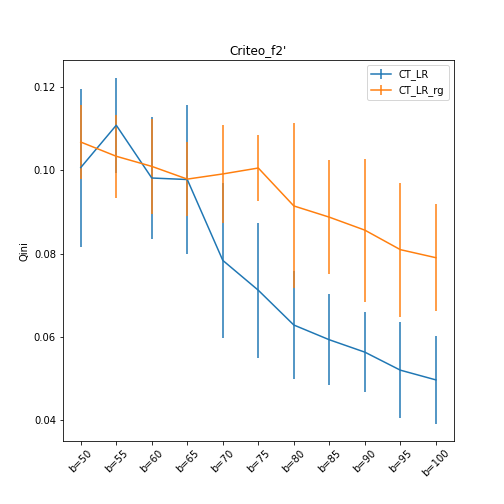 Criteo_f2'
CT_LR
CT_LR_rg
Qini
0.12
0.10
0.08
0.06
0.04
b=50
b=55
b=60
b=65
b=70
b=75
b=80
b=85
b=90
b=95
b=100